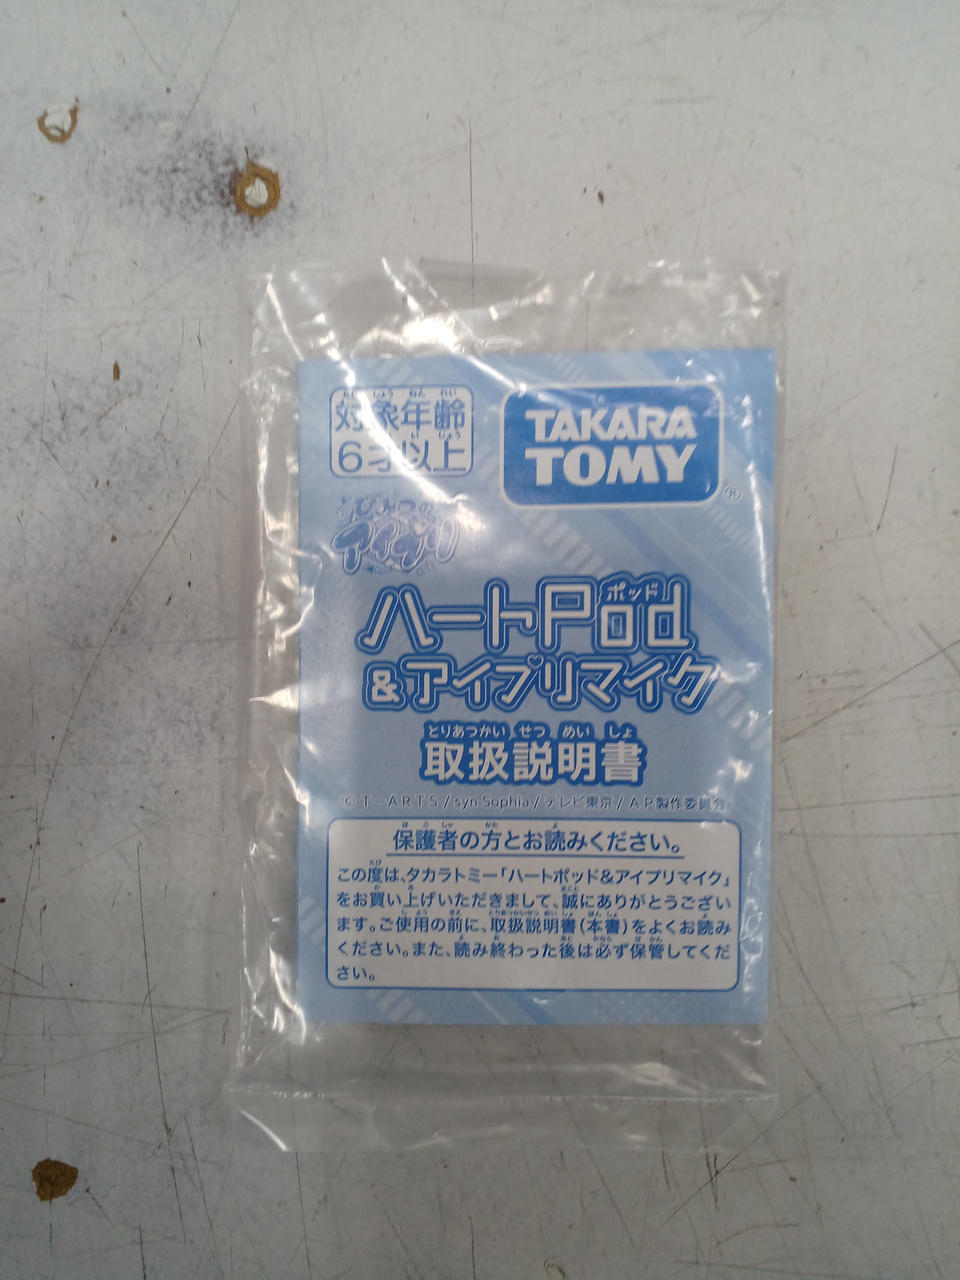 対象年齢
6才以上
TAKARA
TOMY
®
ひみつの
アイプリ
ハートPod
ポッド
&アイプリマイク
とりあつかい せつ めい しょ
取扱説明書
© T-ARTS / syn Sophia / テレビ東京 / AP製作委員会
保護者の方とお読みください。
この度は、タカラトミー「ハートポッド&アイプリマイク」
をお買い上げいただきまして、誠にありがとうござい
ます。ご使用の前に、取扱説明書(本書)をよくお読み
ください。また、読み終わった後は必ず保管してくだ
さい。